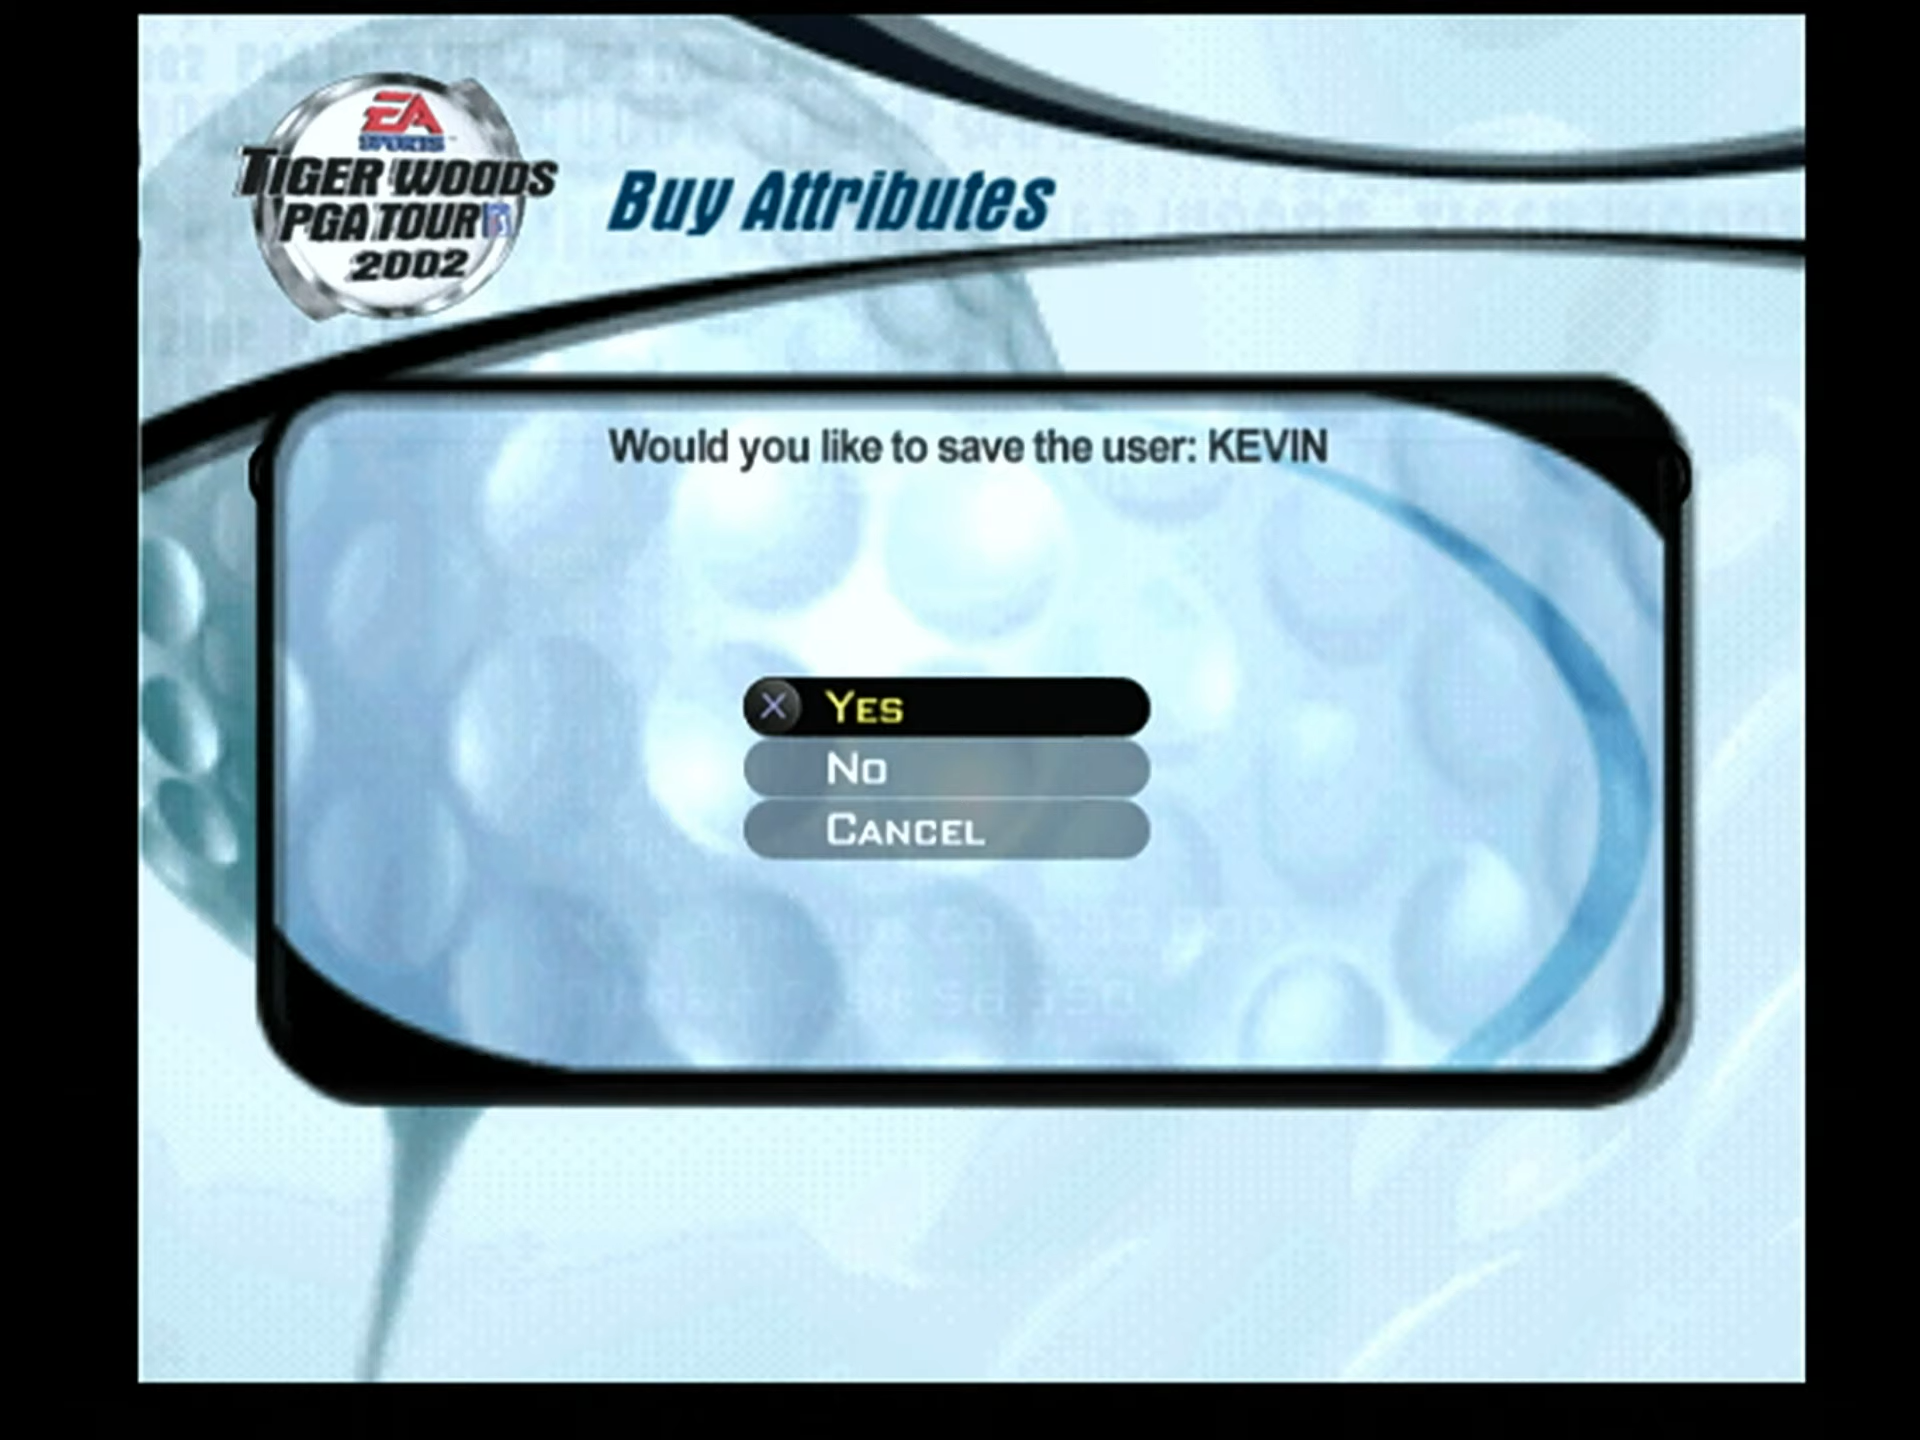 EA
SPORTS
TIGER WOODS
PGA TOUR
2002
Buy Attributes
Would you like to save the user: KEVIN
YES
NO
CANCEL